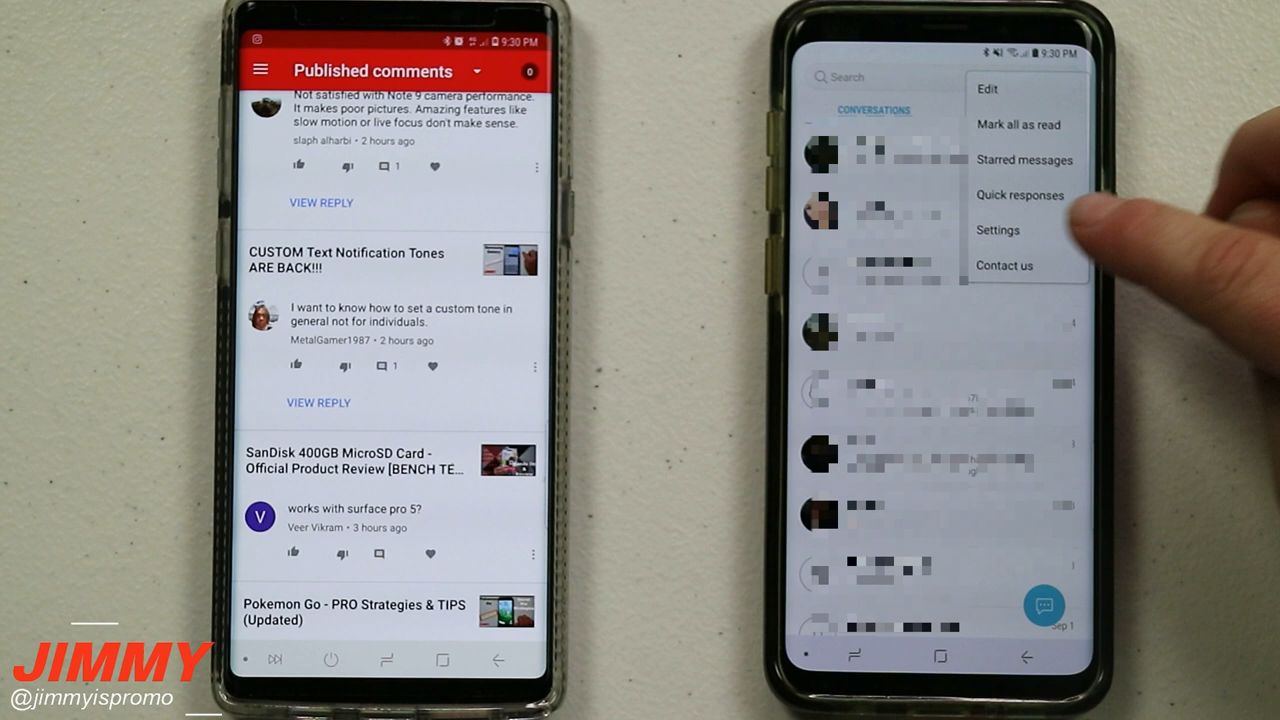 9:30 PM
Published comments
0
Not satisfied with Note 9 camera performance.
It makes poor pictures. Amazing features like
slow motion or live focus don't make sense.
slaph alharbi • 2 hours ago
1
VIEW REPLY
CUSTOM Text Notification Tones
ARE BACK!!!
I want to know how to set a custom tone in
general not for individuals.
MetalGamer1987 • 2 hours ago
1
VIEW REPLY
SanDisk 400GB MicroSD Card -
Official Product Review [BENCH TE...
V
works with surface pro 5?
Veer Vikram • 3 hours ago
Pokemon Go - PRO Strategies & TIPS
(Updated)
9:30 PM
Search
CONVERSATIONS
Edit
Mark all as read
Starred messages
Quick responses
Settings
Contact us
Sep 1
JIMMY
@jimmyispromo